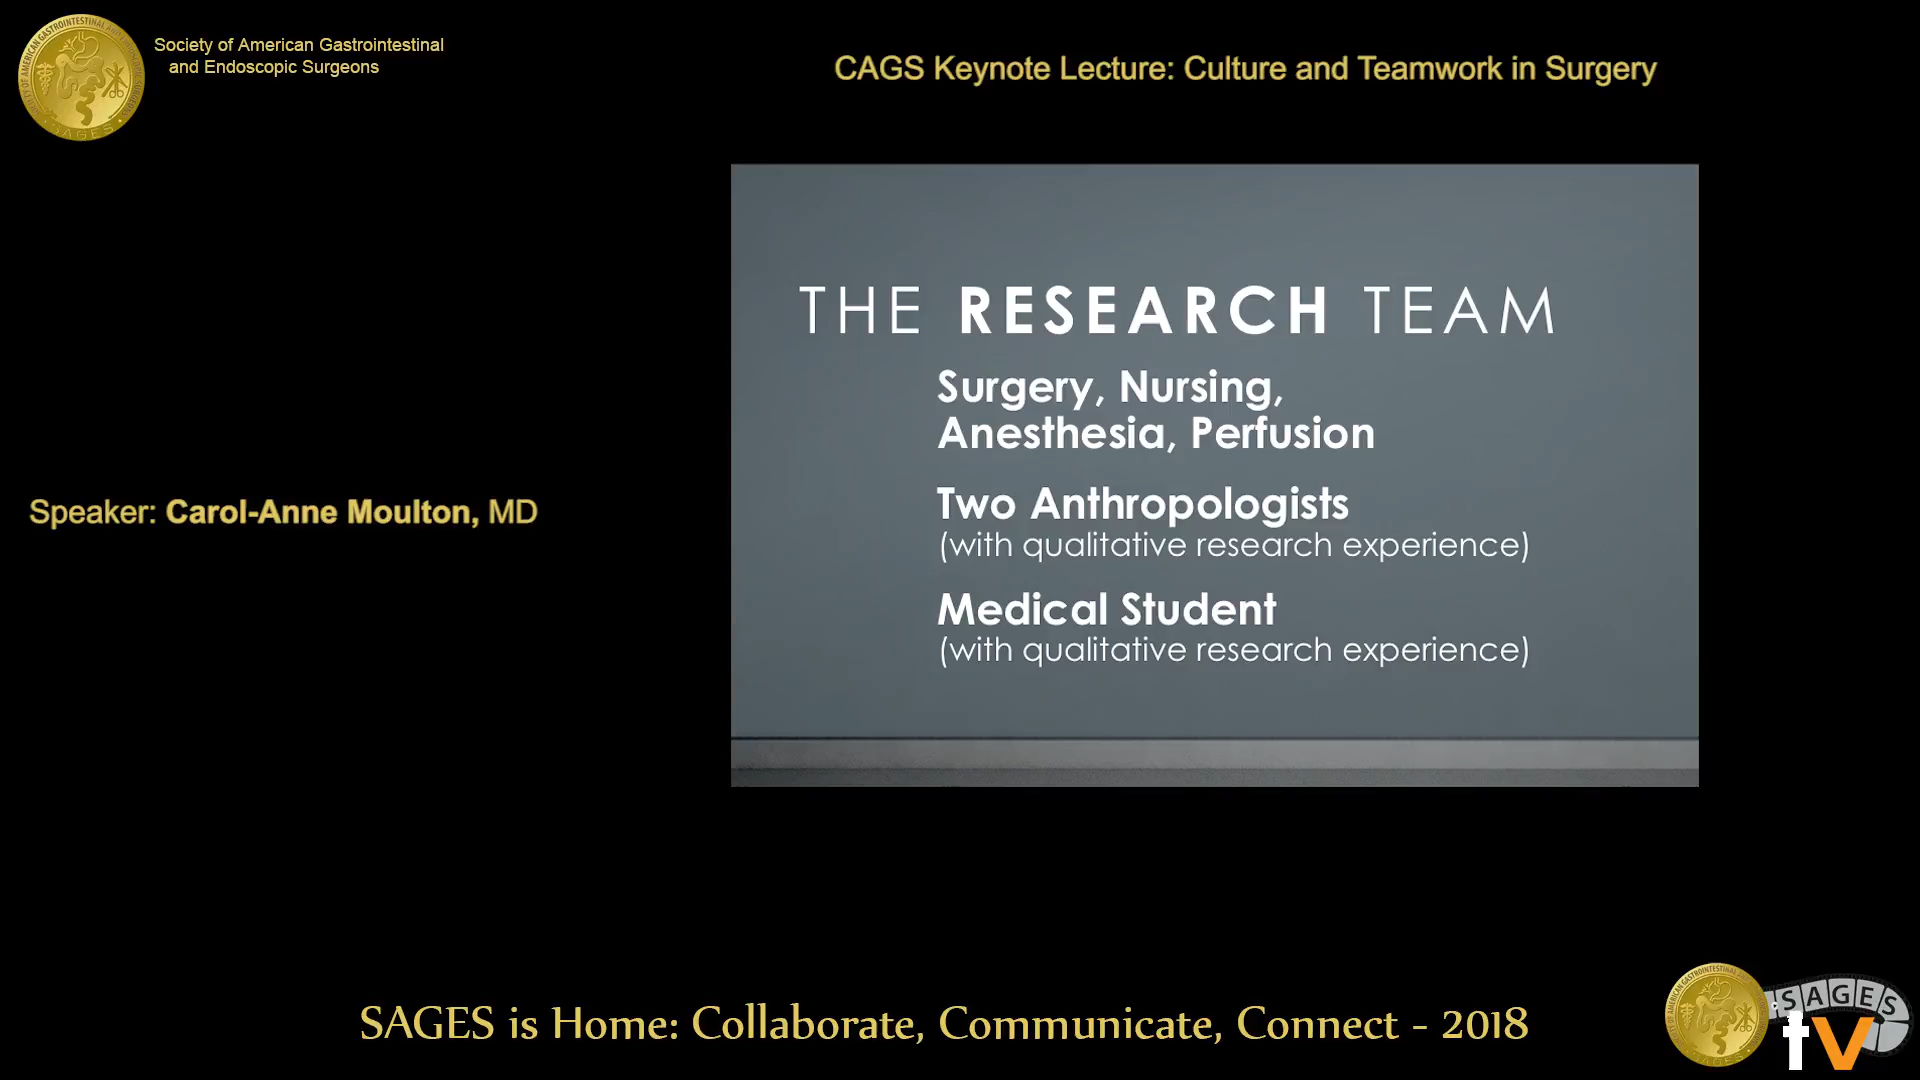 Society of American Gastrointestinal
and Endoscopic Surgeons
CAGS Keynote Lecture: Culture and Teamwork in Surgery
THE RESEARCH TEAM
Surgery, Nursing,
Anesthesia, Perfusion
Two Anthropologists
(with qualitative research experience)
Medical Student
(with qualitative research experience)
Speaker: Carol-Anne Moulton, MD
SAGES is Home: Collaborate, Communicate, Connect - 2018
SAGES
tv